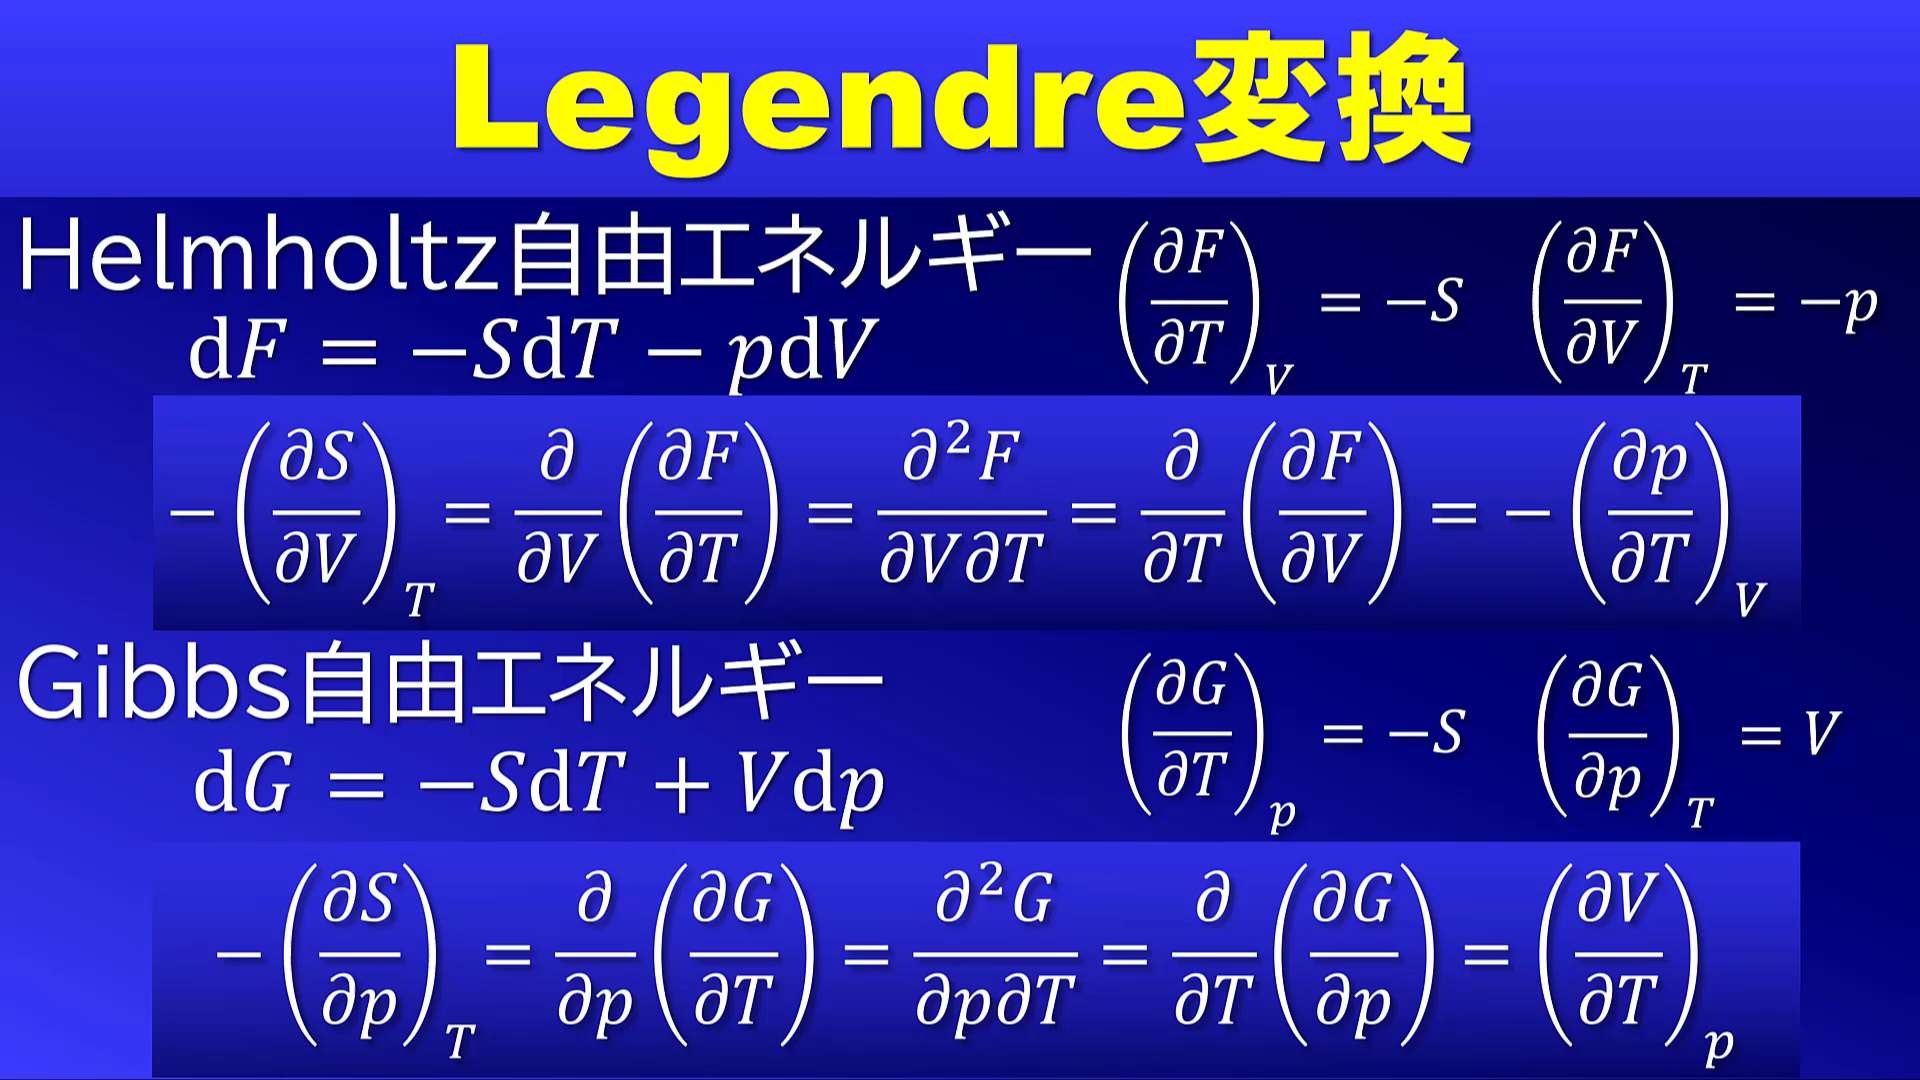 Legendre変換
Helmholtz自由エネルギー (∂F/∂T)_V = −S (∂F/∂V)_T = −p
dF = −SdT − pdV
−(∂S/∂V)_T = ∂/∂V (∂F/∂T) = ∂²F/∂V∂T = ∂/∂T (∂F/∂V) = −(∂p/∂T)_V
Gibbs自由エネルギー (∂G/∂T)_p = −S (∂G/∂p)_T = V
dG = −SdT + Vdp
−(∂S/∂p)_T = ∂/∂p (∂G/∂T) = ∂²G/∂p∂T = ∂/∂T (∂G/∂p) = (∂V/∂T)_p